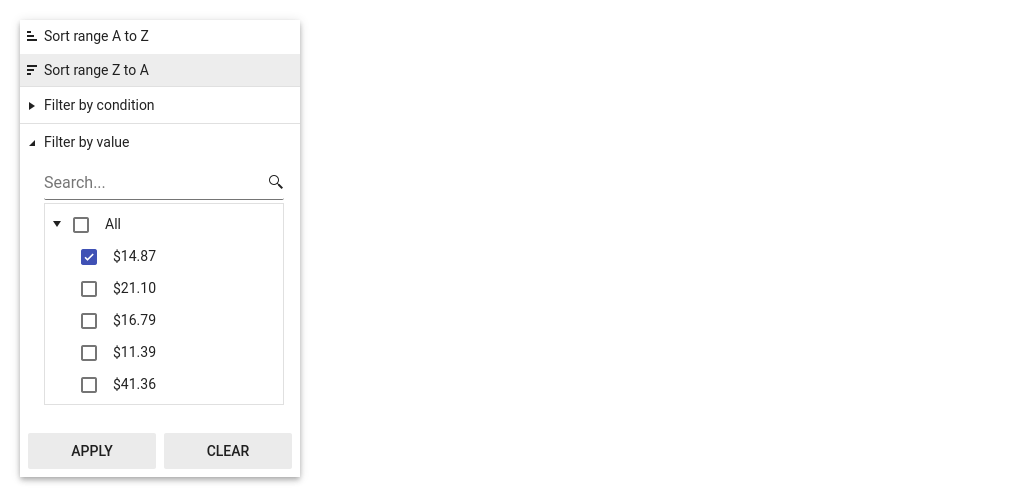 Sort range A to Z
Sort range Z to A
Filter by condition
Filter by value
Search...
All
$14.87
$21.10
$16.79
$11.39
$41.36
APPLY CLEAR